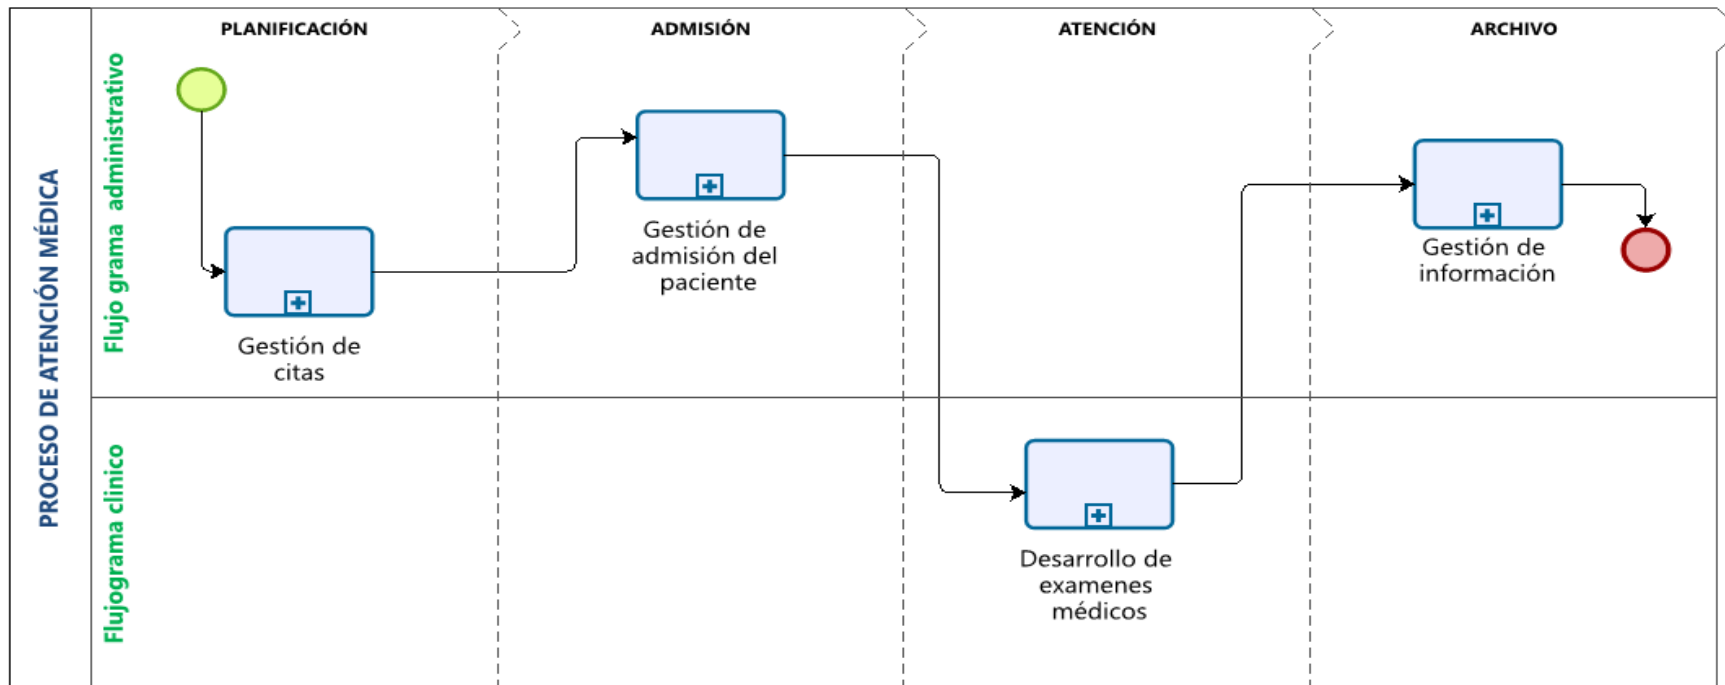 PLANIFICACIÓN
ADMISIÓN
ATENCIÓN
ARCHIVO
PROCESO DE ATENCIÓN MÉDICA
Flujo grama  administrativo
Gestión de
citas
Gestión de
admisión del
paciente
Gestión de
información
Flujograma clinico
Desarrollo de
examenes
médicos